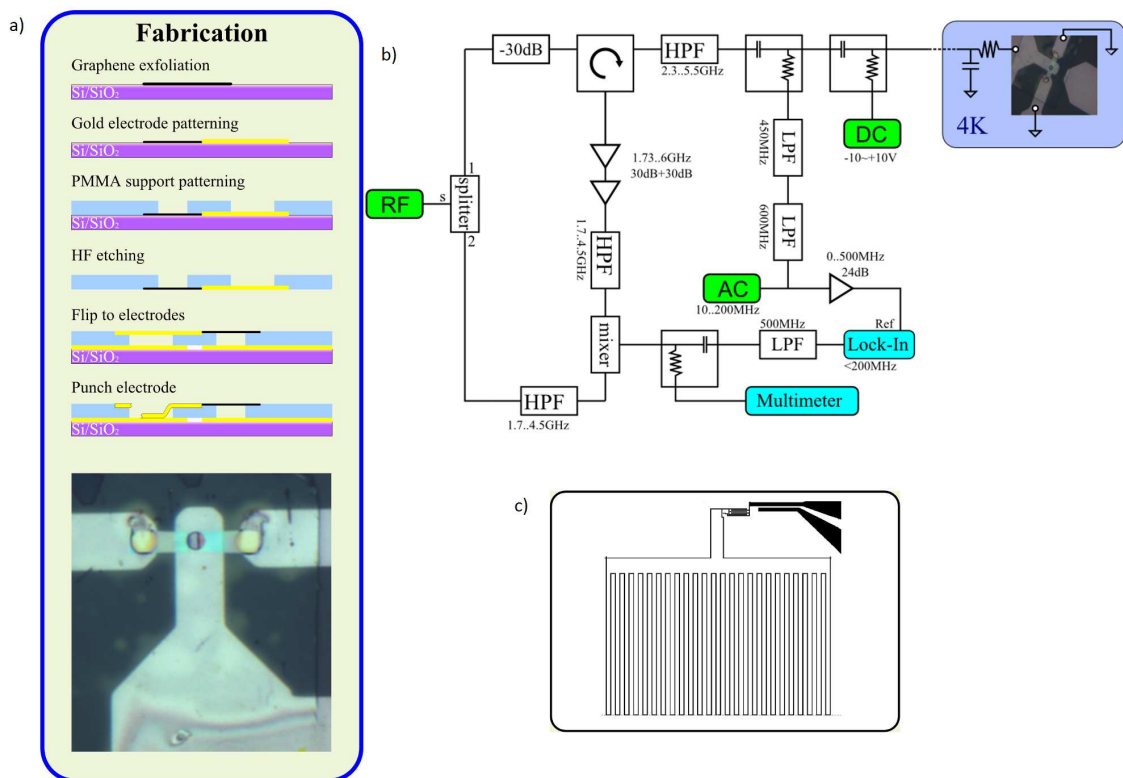 a)
Fabrication
Graphene exfoliation
Si/SiO₂
Gold electrode patterning
Si/SiO₂
PMMA support patterning
Si/SiO₂
HF etching
Flip to electrodes
Si/SiO₂
Punch electrode
Si/SiO₂
b)
-30dB
HPF
2.3..5.5GHz
4K
DC
-10~+10V
450MHz
LPF
1.73..6GHz
30dB+30dB
RF
s
1
splitter
2
600MHz
LPF
1.7..4.5GHz
HPF
0..500MHz
24dB
AC
10..200MHz
Ref
mixer
500MHz
LPF
Lock-In
<200MHz
HPF
1.7..4.5GHz
Multimeter
c)